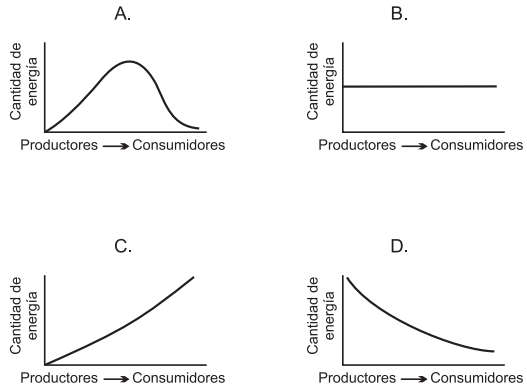 A.
Cantidad de
energía
Productores → Consumidores
B.
Cantidad de
energía
Productores → Consumidores
C.
Cantidad de
energía
Productores → Consumidores
D.
Cantidad de
energía
Productores → Consumidores